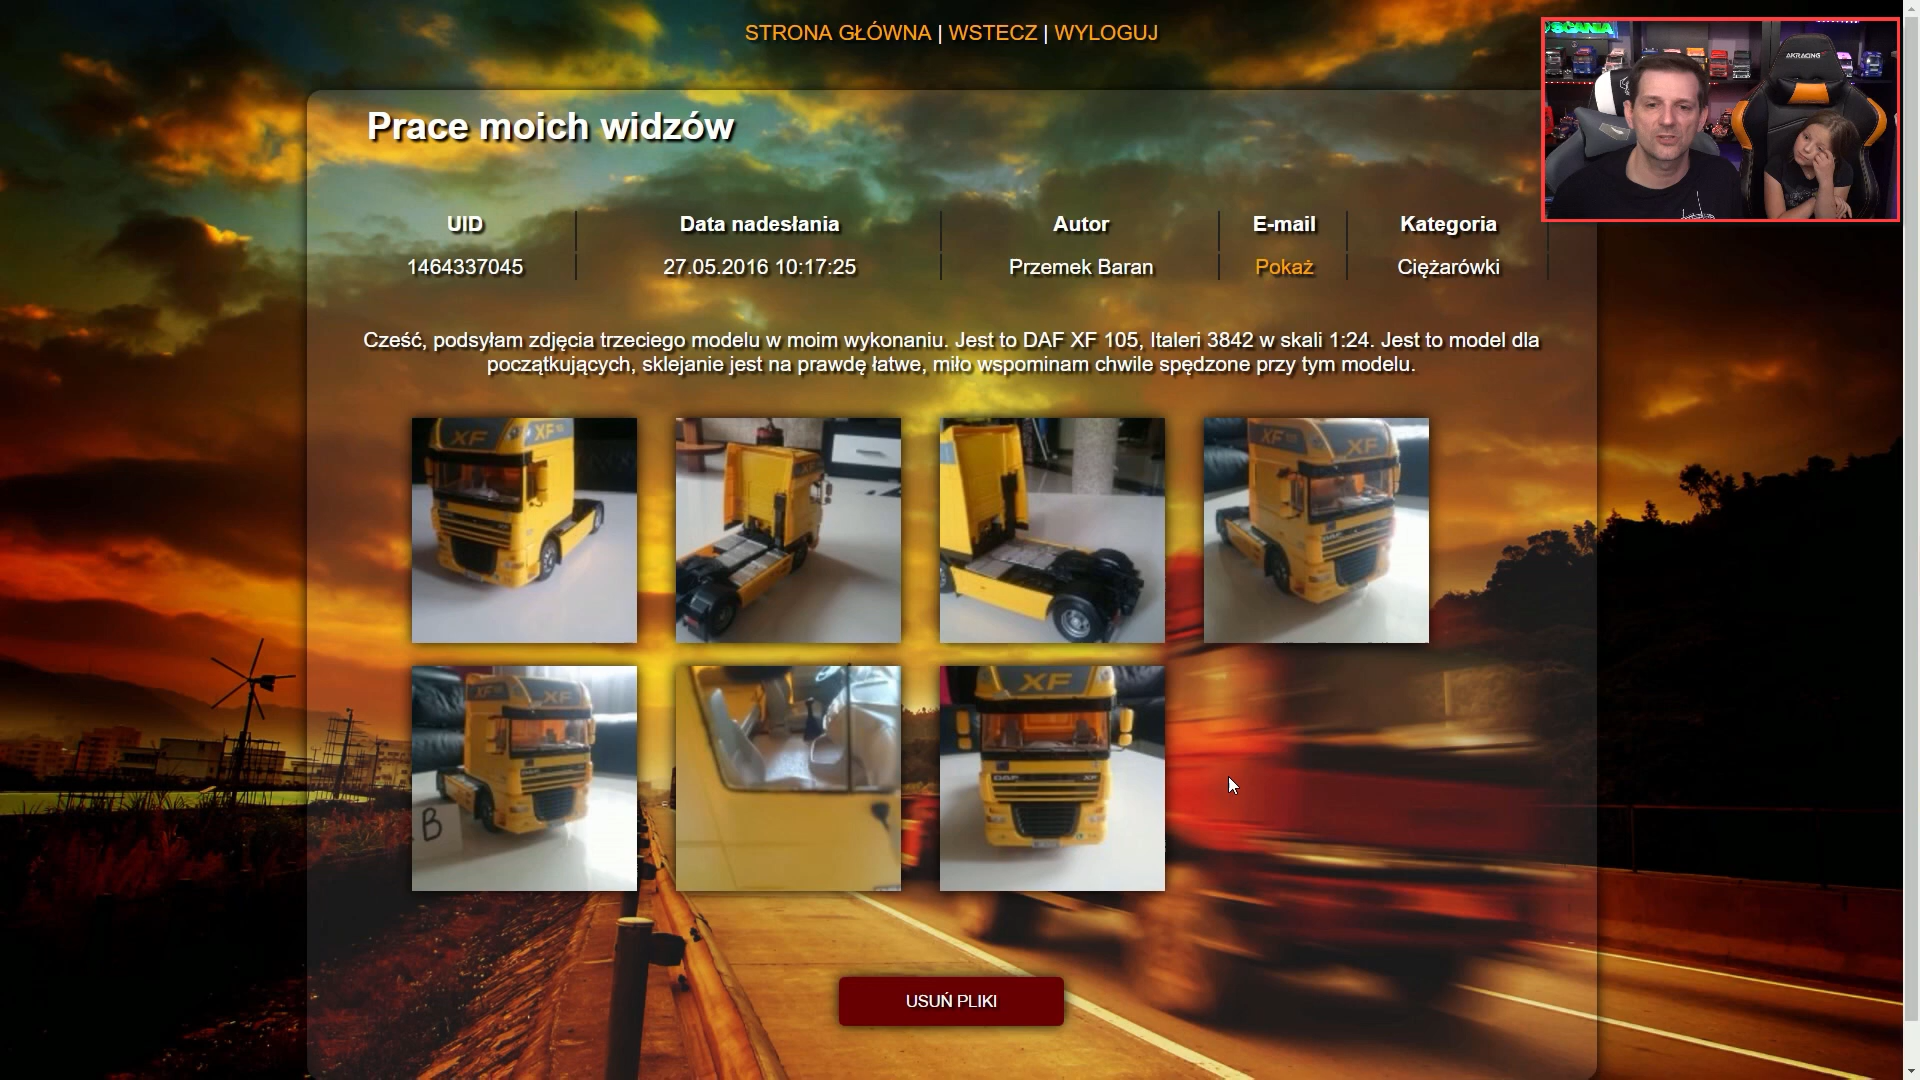 STRONA GŁÓWNA | WSTECZ | WYLOGUJ
SCANIA
AKRACING
Prace moich widzów
UID Data nadesłania Autor E-mail Kategoria
1464337045 27.05.2016 10:17:25 Przemek Baran Pokaż Ciężarówki
Cześć, podsyłam zdjęcia trzeciego modelu w moim wykonaniu. Jest to DAF XF 105, Italeri 3842 w skali 1:24. Jest to model dla
początkujących, sklejanie jest na prawdę łatwe, miło wspominam chwile spędzone przy tym modelu.
XF XF
XF XF
XF XF
DAF
B
XF
DAF XF
USUŃ PLIKI